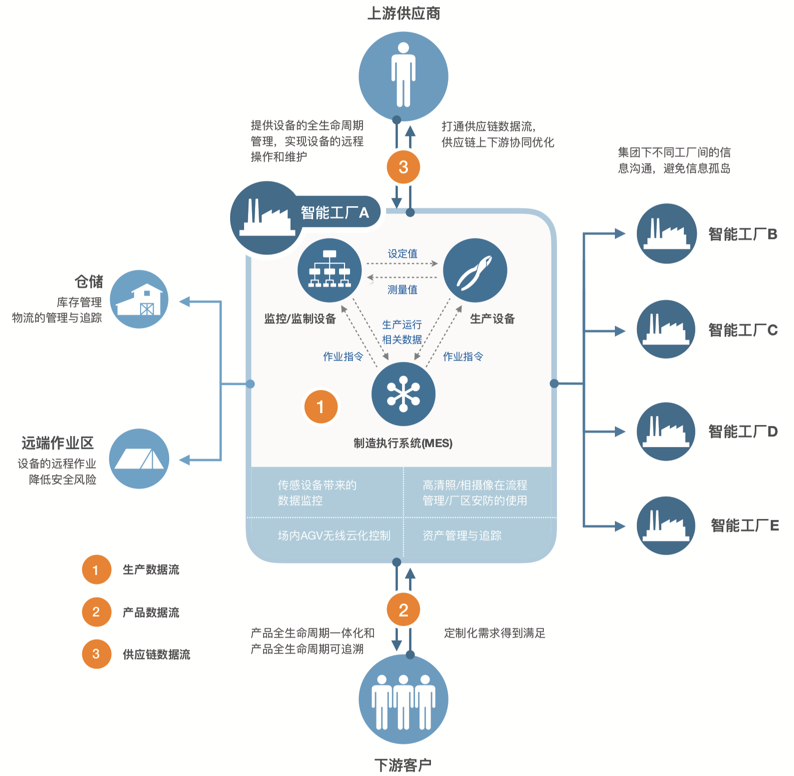 上游供应商
提供设备的全生命周期
管理，实现设备的远程
操作和维护
打通供应链数据流，
供应链上下游协同优化
3
集团下不同工厂间的信
息沟通，避免信息孤岛
智能工厂A
设定值
测量值
监控/监制设备
生产设备
生产运行
相关数据
作业指令
作业指令
1
制造执行系统(MES)
传感设备带来的
数据监控
高清照/相摄像在流程
管理/厂区安防的使用
场内AGV无线云化控制
资产管理与追踪
仓储
库存管理
物流的管理与追踪
远端作业区
设备的远程作业
降低安全风险
智能工厂B
智能工厂C
智能工厂D
智能工厂E
1
生产数据流
2
产品数据流
3
供应链数据流
2
产品全生命周期一体化和
产品全生命周期可追溯
定制化需求得到满足
下游客户